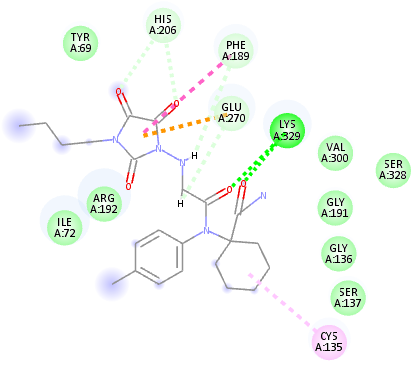 HIS
A:206
TYR
A:69
PHE
A:189
O
O
GLU
A:270
LYS
A:329
N
N
N
H
O
VAL
A:300
SER
A:328
ARG
A:192
H
O
O
N
GLY
A:191
ILE
A:72
N
GLY
A:136
SER
A:137
CYS
A:135